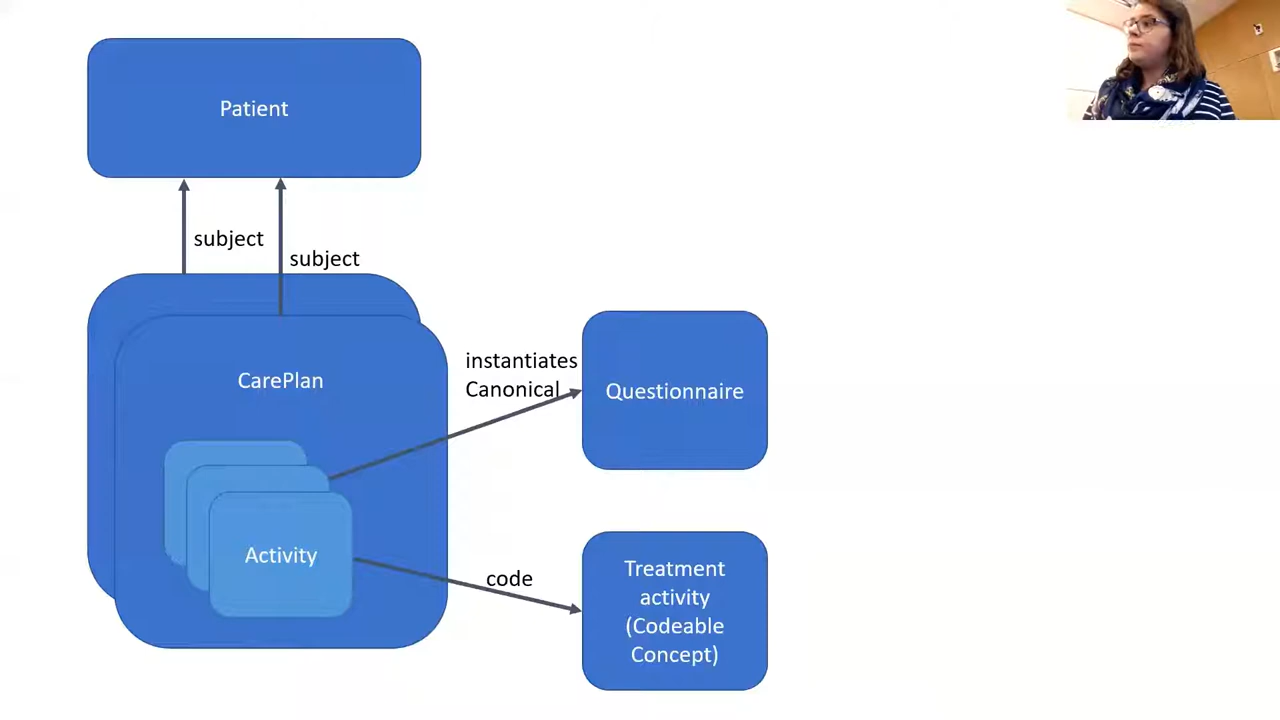 Patient
subject
subject
CarePlan
instantiates
Canonical
Questionnaire
Activity
code
Treatment
activity
(Codeable
Concept)